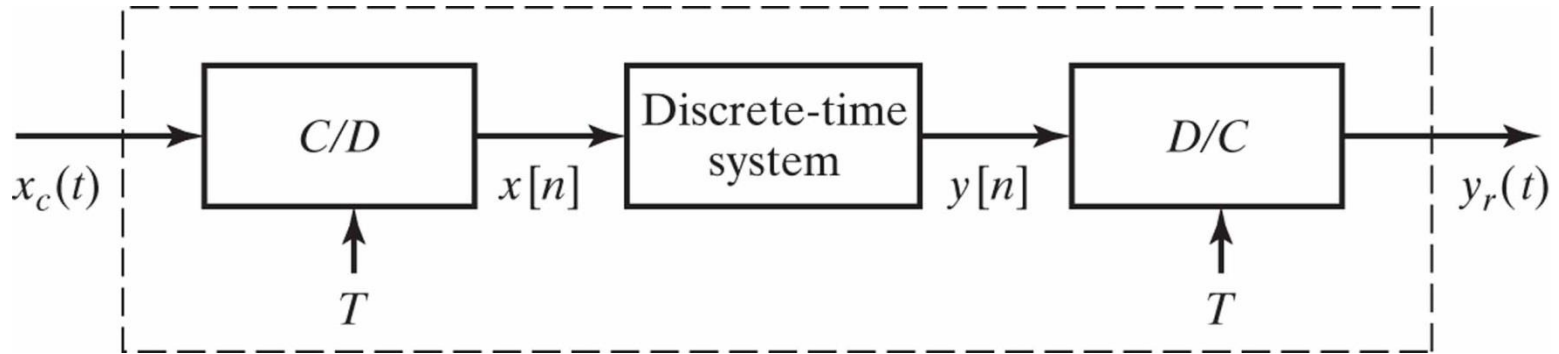 C/D
Discrete-time
system
D/C
x_c(t)
x[n]
y[n]
y_r(t)
T
T